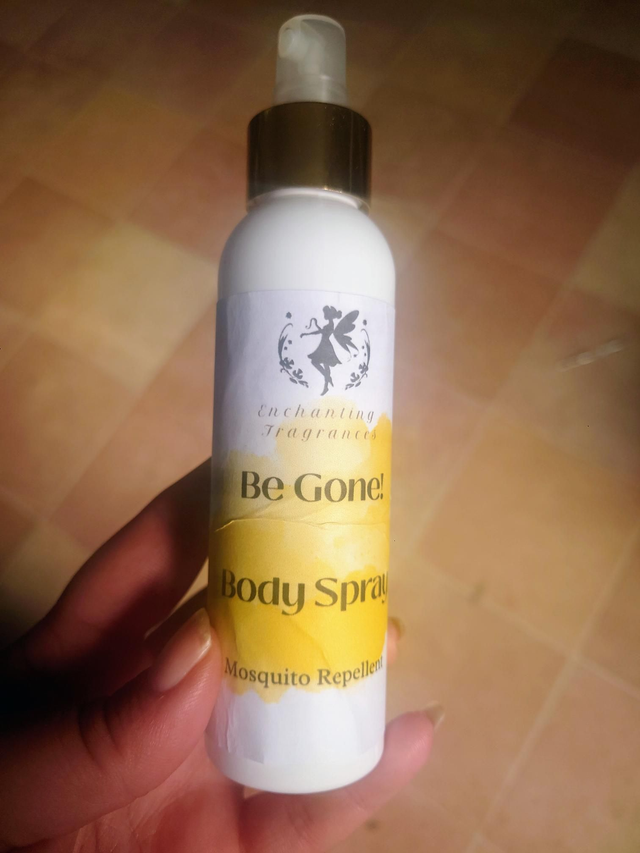 Enchanting
Fragrances
Be Gone!
Body Spray
Mosquito Repellent